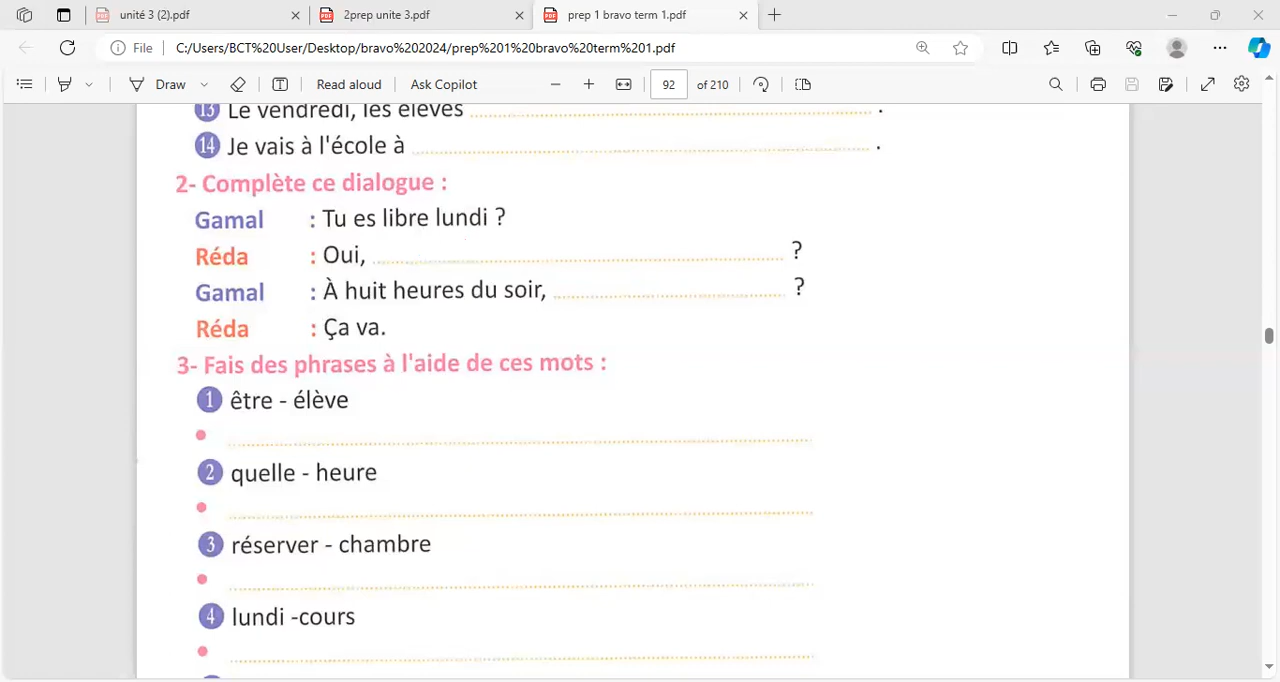 unité 3 (2).pdf
2prep unite 3.pdf
prep 1 bravo term 1.pdf
File C:/Users/BCT%20User/Desktop/bravo%202024/prep%201%20bravo%20term%201.pdf
Draw Read aloud Ask Copilot 92 of 210
13 Le vendredi, les élèves .
14 Je vais à l'école à .
2- Complète ce dialogue :
Gamal : Tu es libre lundi ?
Réda : Oui, ?
Gamal : À huit heures du soir, ?
Réda : Ça va.
3- Fais des phrases à l'aide de ces mots :
1 être - élève
2 quelle - heure
3 réserver - chambre
4 lundi -cours